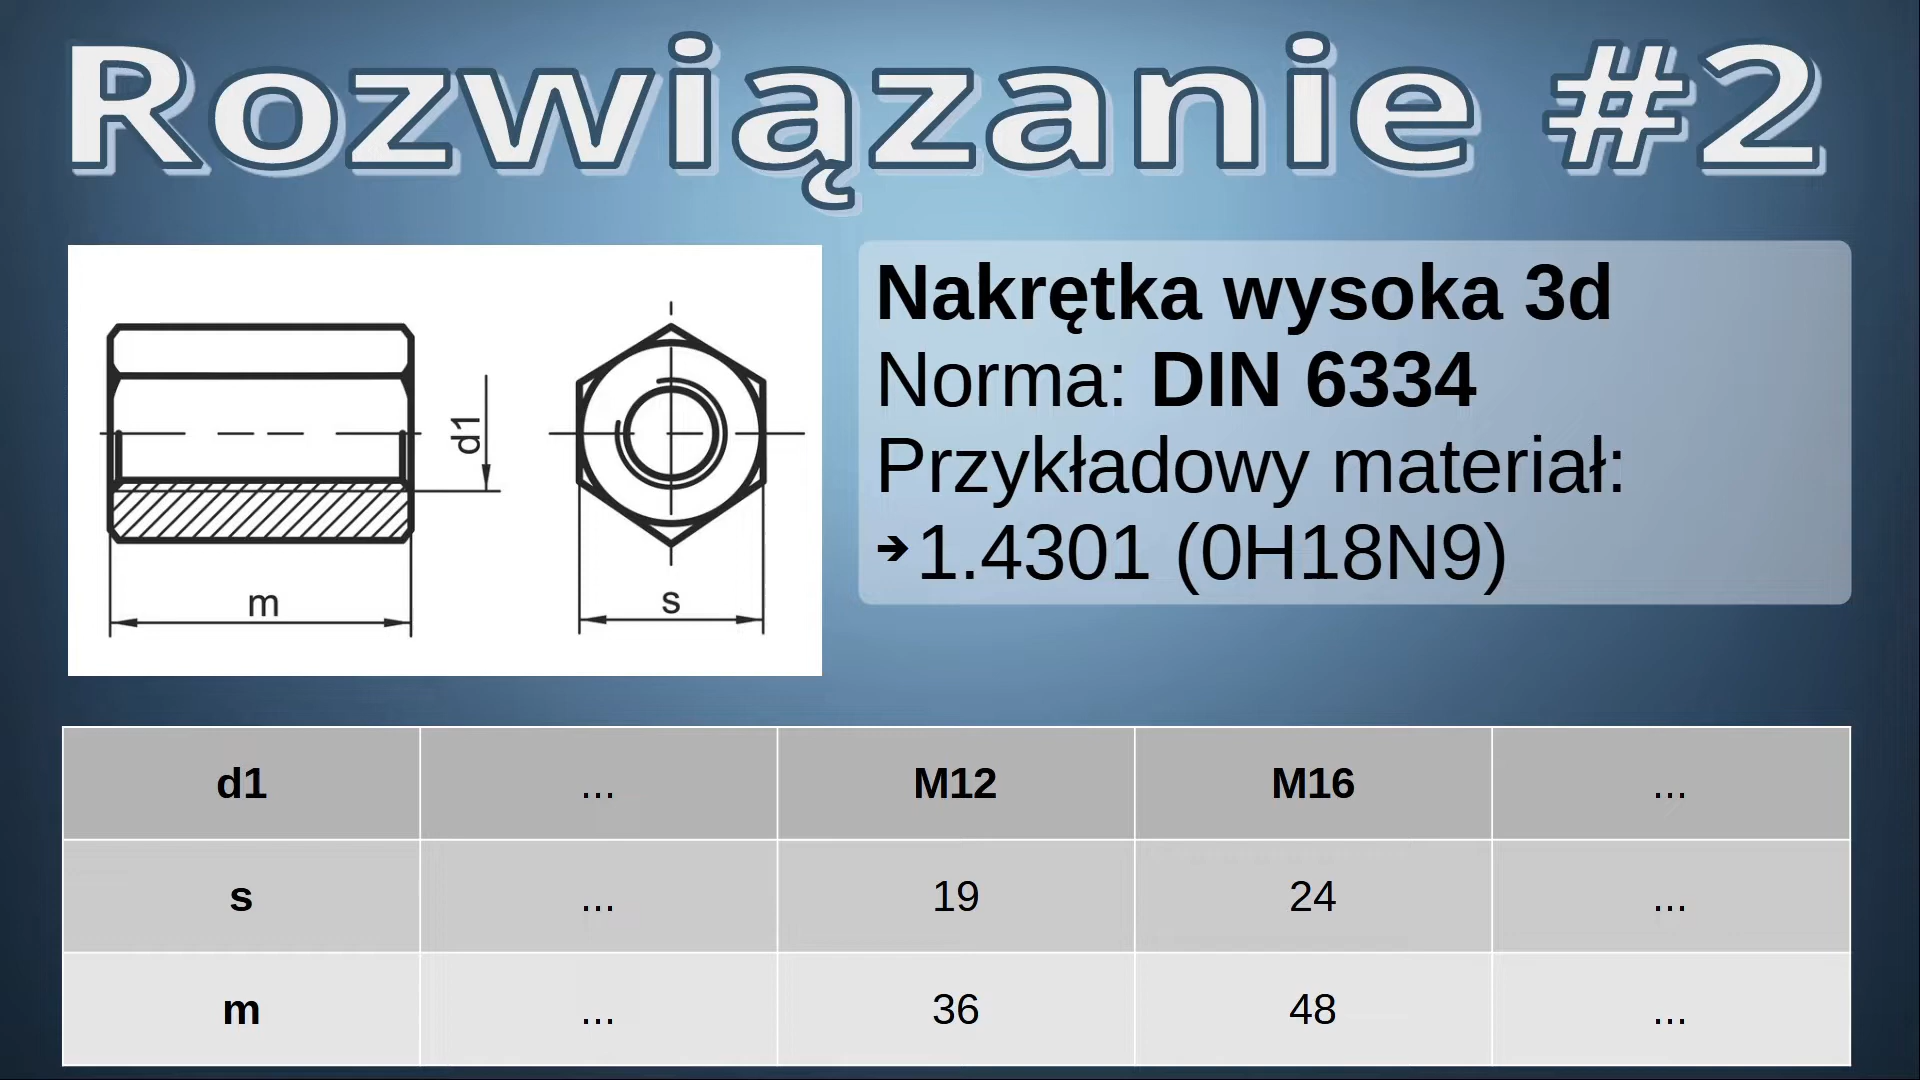 Rozwiązanie #2
Nakrętka wysoka 3d
Norma: DIN 6334
Przykładowy materiał:
➔1.4301 (0H18N9)
d1
m
s
d1 ... M12 M16 ...
s ... 19 24 ...
m ... 36 48 ...